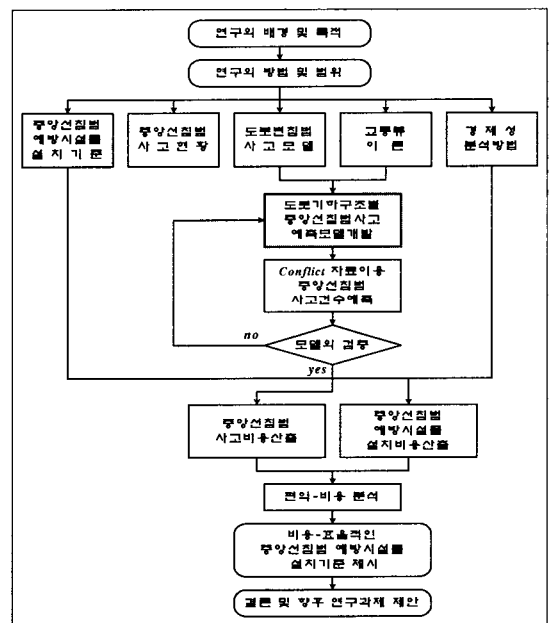 연구의 배경 및 목적
연구의 방법 및 범위
중앙선침범
예방시설물
설치기준
중앙선침범
사고현황
도로변침범
사고모델
교통류
이론
경제성
분석방법
도로기하구조별
중앙선침범사고
예측모델개발
Conflict 자료이용
중앙선침범
사고건수예측
no
모델의 검증
yes
중앙선침범
사고비용산출
중앙선침범
예방시설물
설치비용산출
편익-비용 분석
비용-효율적인
중앙선침범 예방시설물
설치기준 제시
결론 및 향후 연구과제 제안